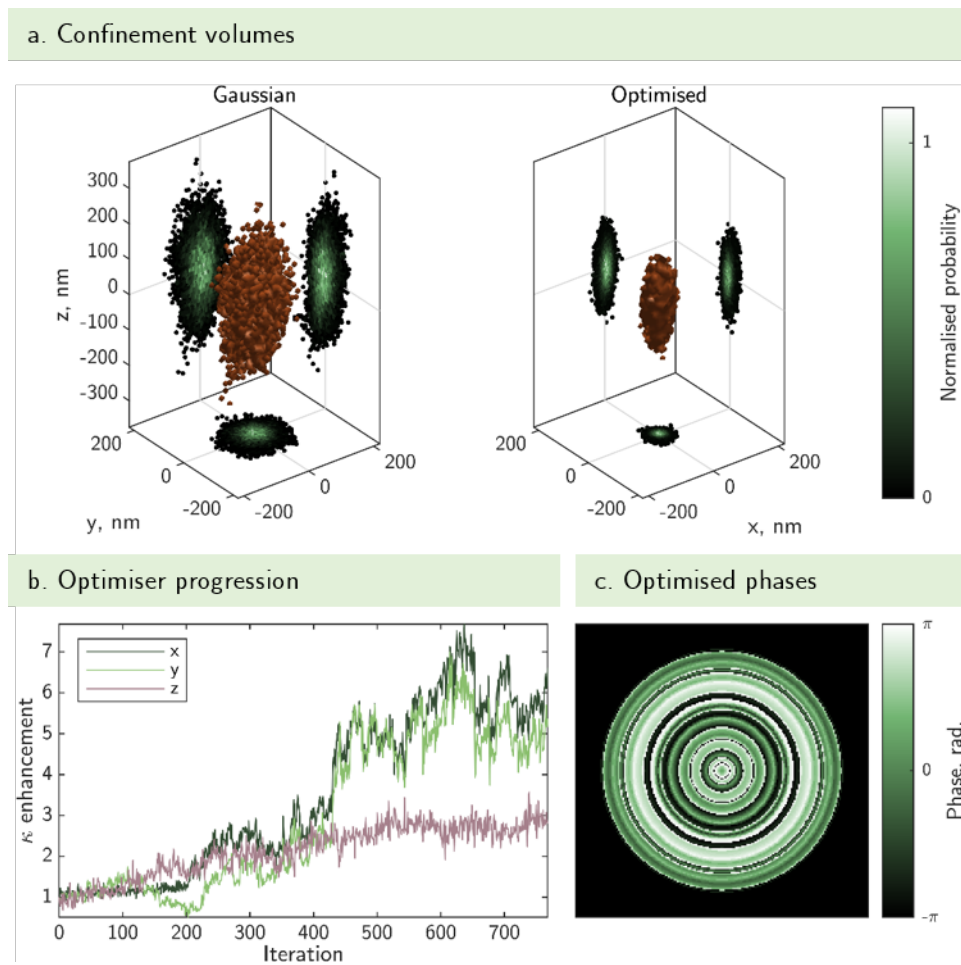 a. Confinement volumes
Gaussian
Optimised
300
200
100
0
-100
-200
-300
z, nm
200
0
-200
y, nm
-200
0
200
200
0
-200
-200
0
200
x, nm
1
0
Normalised probability
b. Optimiser progression
c. Optimised phases
7
6
5
4
3
2
1
κ enhancement
x
y
z
0 100 200 300 400 500 600 700
Iteration
π
0
-π
Phase, rad.